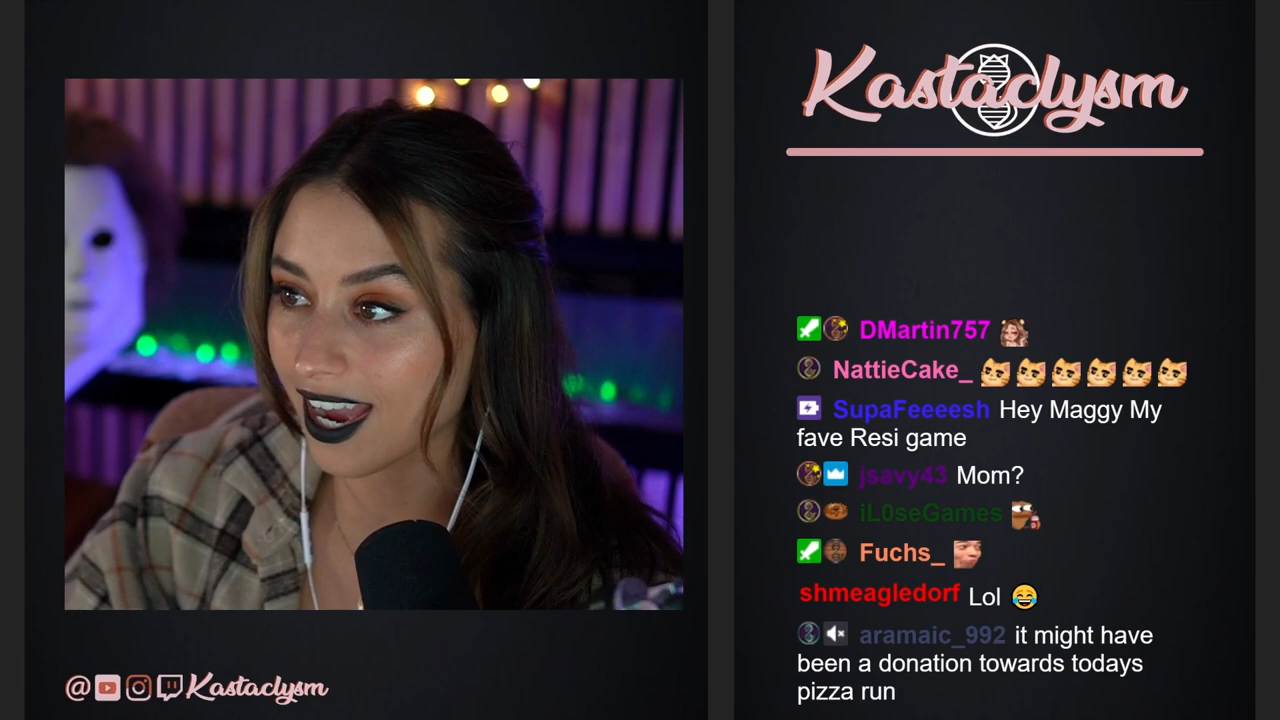 Kastaclysm
DMartin757
NattieCake_
SupaFeeeesh Hey Maggy My
fave Resi game
jsavy43 Mom?
iL0seGames
Fuchs_
shmeagledorf Lol 😂
aramaic_992 it might have
been a donation towards todays
pizza run
@ Kastaclysm